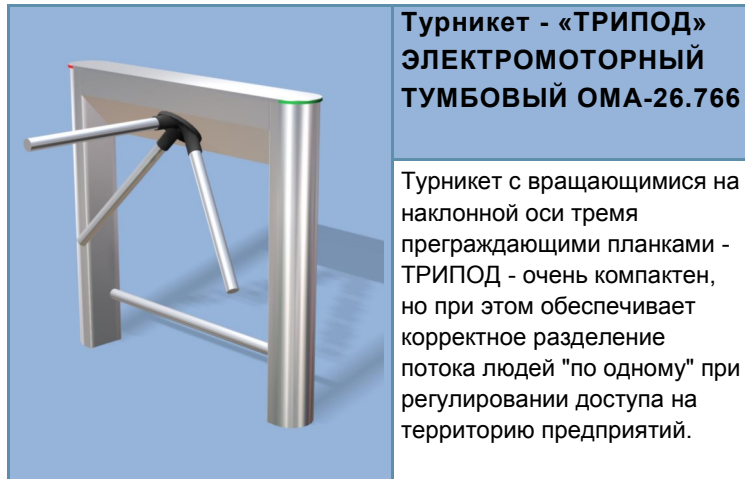 Турникет - «ТРИПОД»
ЭЛЕКТРОМОТОРНЫЙ
ТУМБОВЫЙ ОМА-26.766
Турникет с вращающимися на
наклонной оси тремя
преграждающими планками -
ТРИПОД - очень компактен,
но при этом обеспечивает
корректное разделение
потока людей "по одному" при
регулировании доступа на
территорию предприятий.